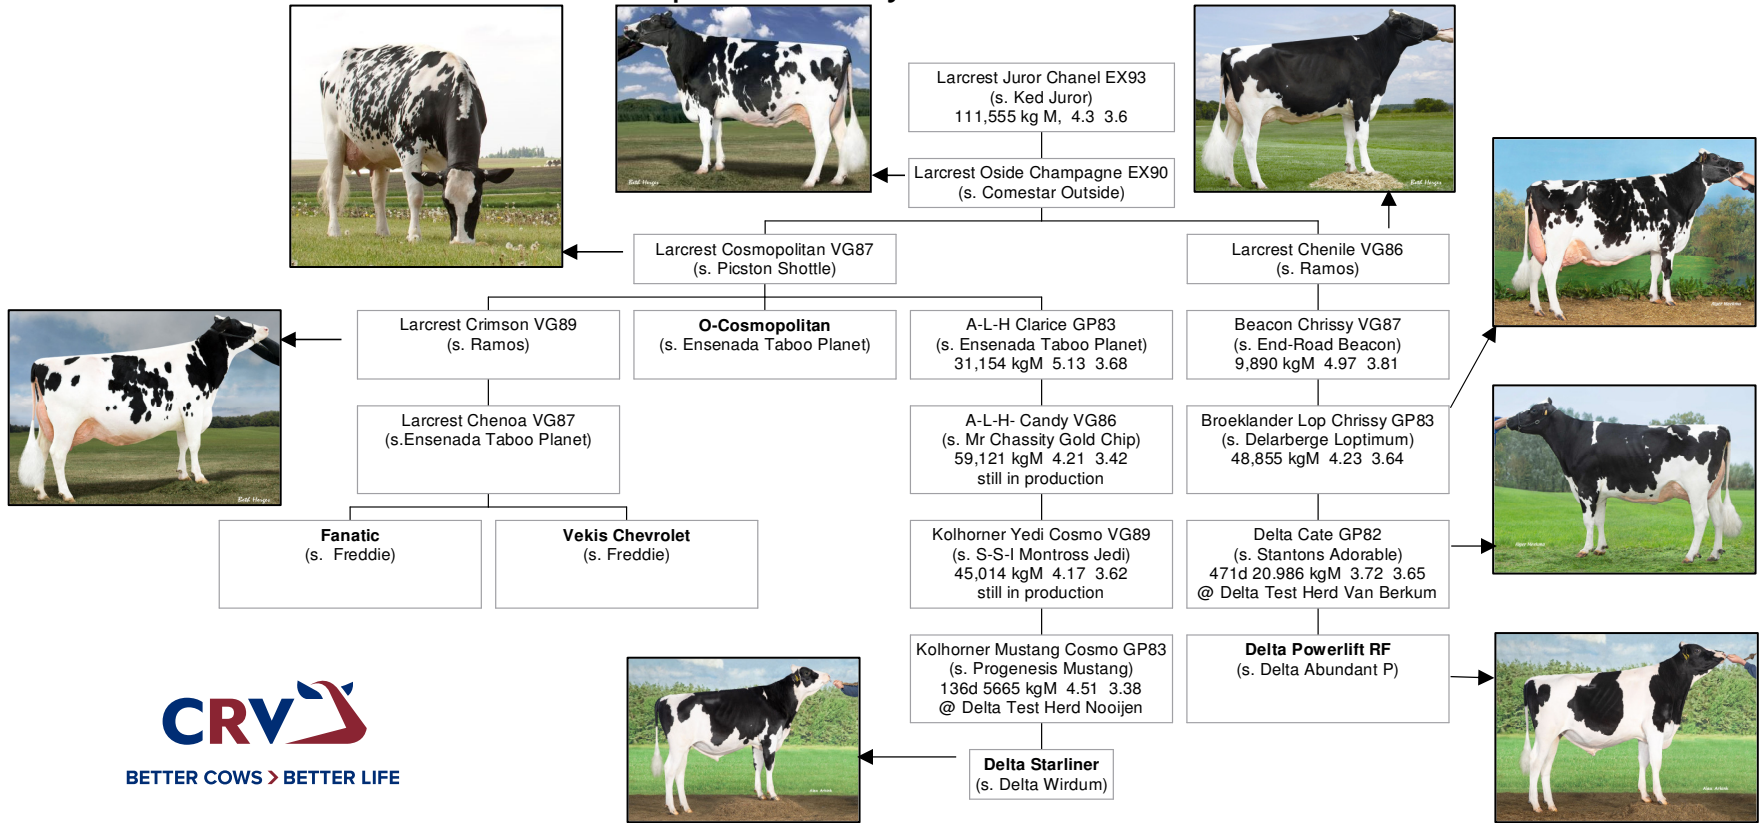 Larcrest Juror Chanel EX93
(s. Ked Juror)
111,555 kg M,  4.3  3.6
Larcrest Oside Champagne EX90
(s. Comestar Outside)
Larcrest Cosmopolitan VG87
(s. Picston Shottle)
Larcrest Chenile VG86
(s. Ramos)
Larcrest Crimson VG89
(s. Ramos)
O-Cosmopolitan
(s. Ensenada Taboo Planet)
A-L-H Clarice GP83
(s. Ensenada Taboo Planet)
31,154 kgM  5.13  3.68
Beacon Chrissy VG87
(s. End-Road Beacon)
9,890 kgM  4.97  3.81
Larcrest Chenoa VG87
(s.Ensenada Taboo Planet)
A-L-H- Candy VG86
(s. Mr Chassity Gold Chip)
59,121 kgM  4.21  3.42
still in production
Broeklander Lop Chrissy GP83
(s. Delarberge Loptimum)
48,855 kgM  4.23  3.64
Fanatic
(s.  Freddie)
Vekis Chevrolet
(s. Freddie)
Kolhorner Yedi Cosmo VG89
(s. S-S-I Montross Jedi)
45,014 kgM  4.17  3.62
still in production
Delta Cate GP82
(s. Stantons Adorable)
471d 20.986 kgM  3.72  3.65
@ Delta Test Herd Van Berkum
Kolhorner Mustang Cosmo GP83
(s. Progenesis Mustang)
136d 5665 kgM  4.51  3.38
@ Delta Test Herd Nooijen
Delta Powerlift RF
(s. Delta Abundant P)
Delta Starliner
(s. Delta Wirdum)
CRV
BETTER COWS > BETTER LIFE
Beth Herges
Beth Herges
Beth Herges